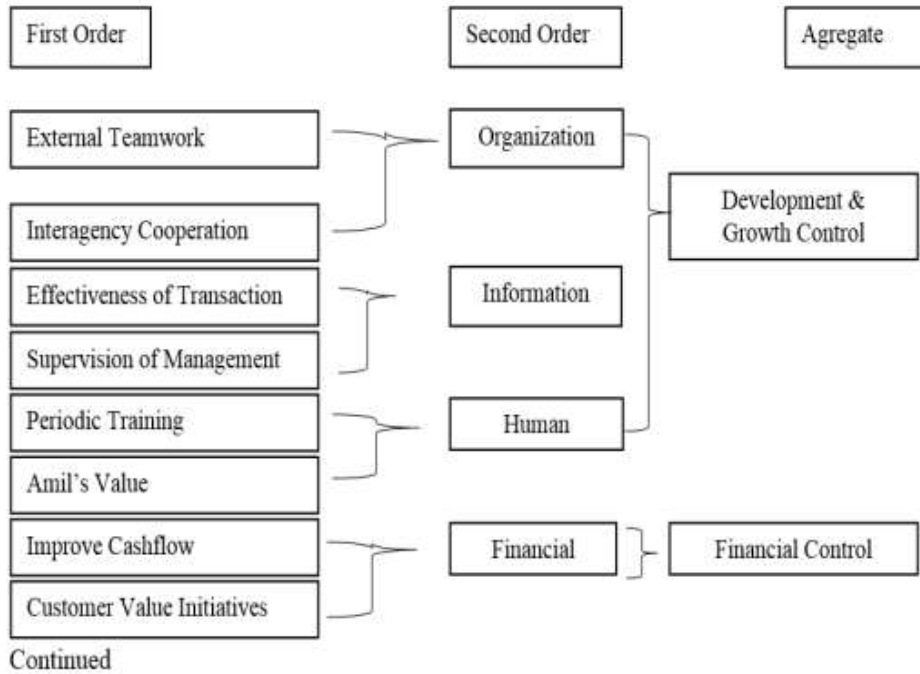 First Order
Second Order
Agregate
External Teamwork
Organization
Development &
Growth Control
Interagency Cooperation
Effectiveness of Transaction
Information
Supervision of Management
Periodic Training
Human
Amil’s Value
Improve Cashflow
Financial
Financial Control
Customer Value Initiatives
Continued